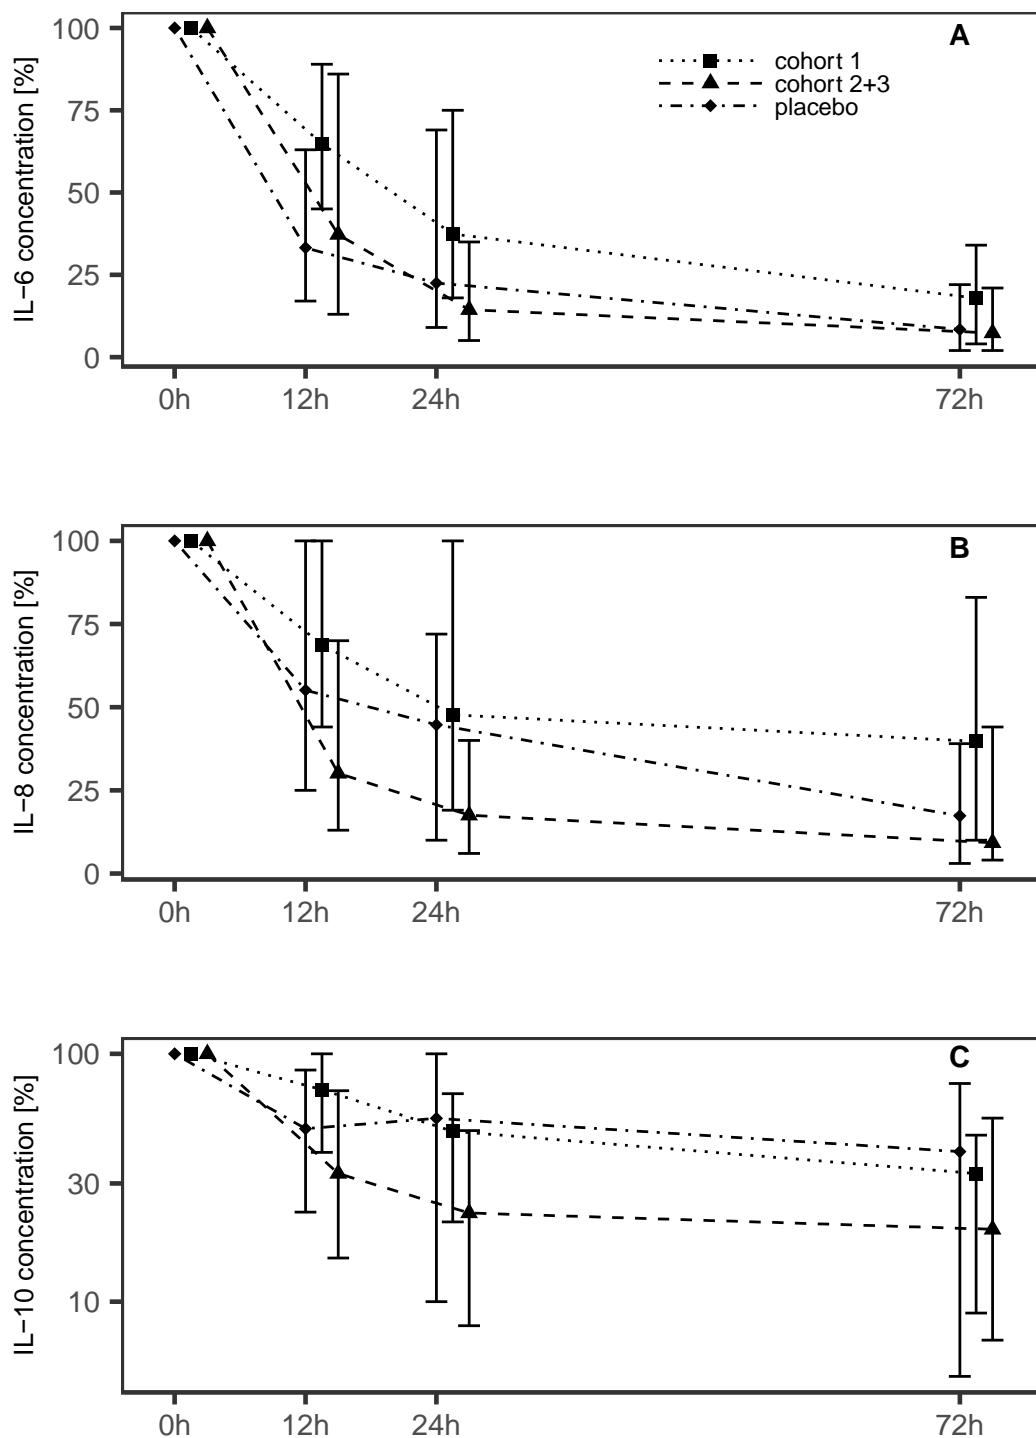 A
cohort 1
cohort 2+3
placebo
IL−6 concentration [%]
100
75
50
25
0
0h 12h 24h 72h
B
IL−8 concentration [%]
100
75
50
25
0
0h 12h 24h 72h
C
IL−10 concentration [%]
100
30
10
0h 12h 24h 72h